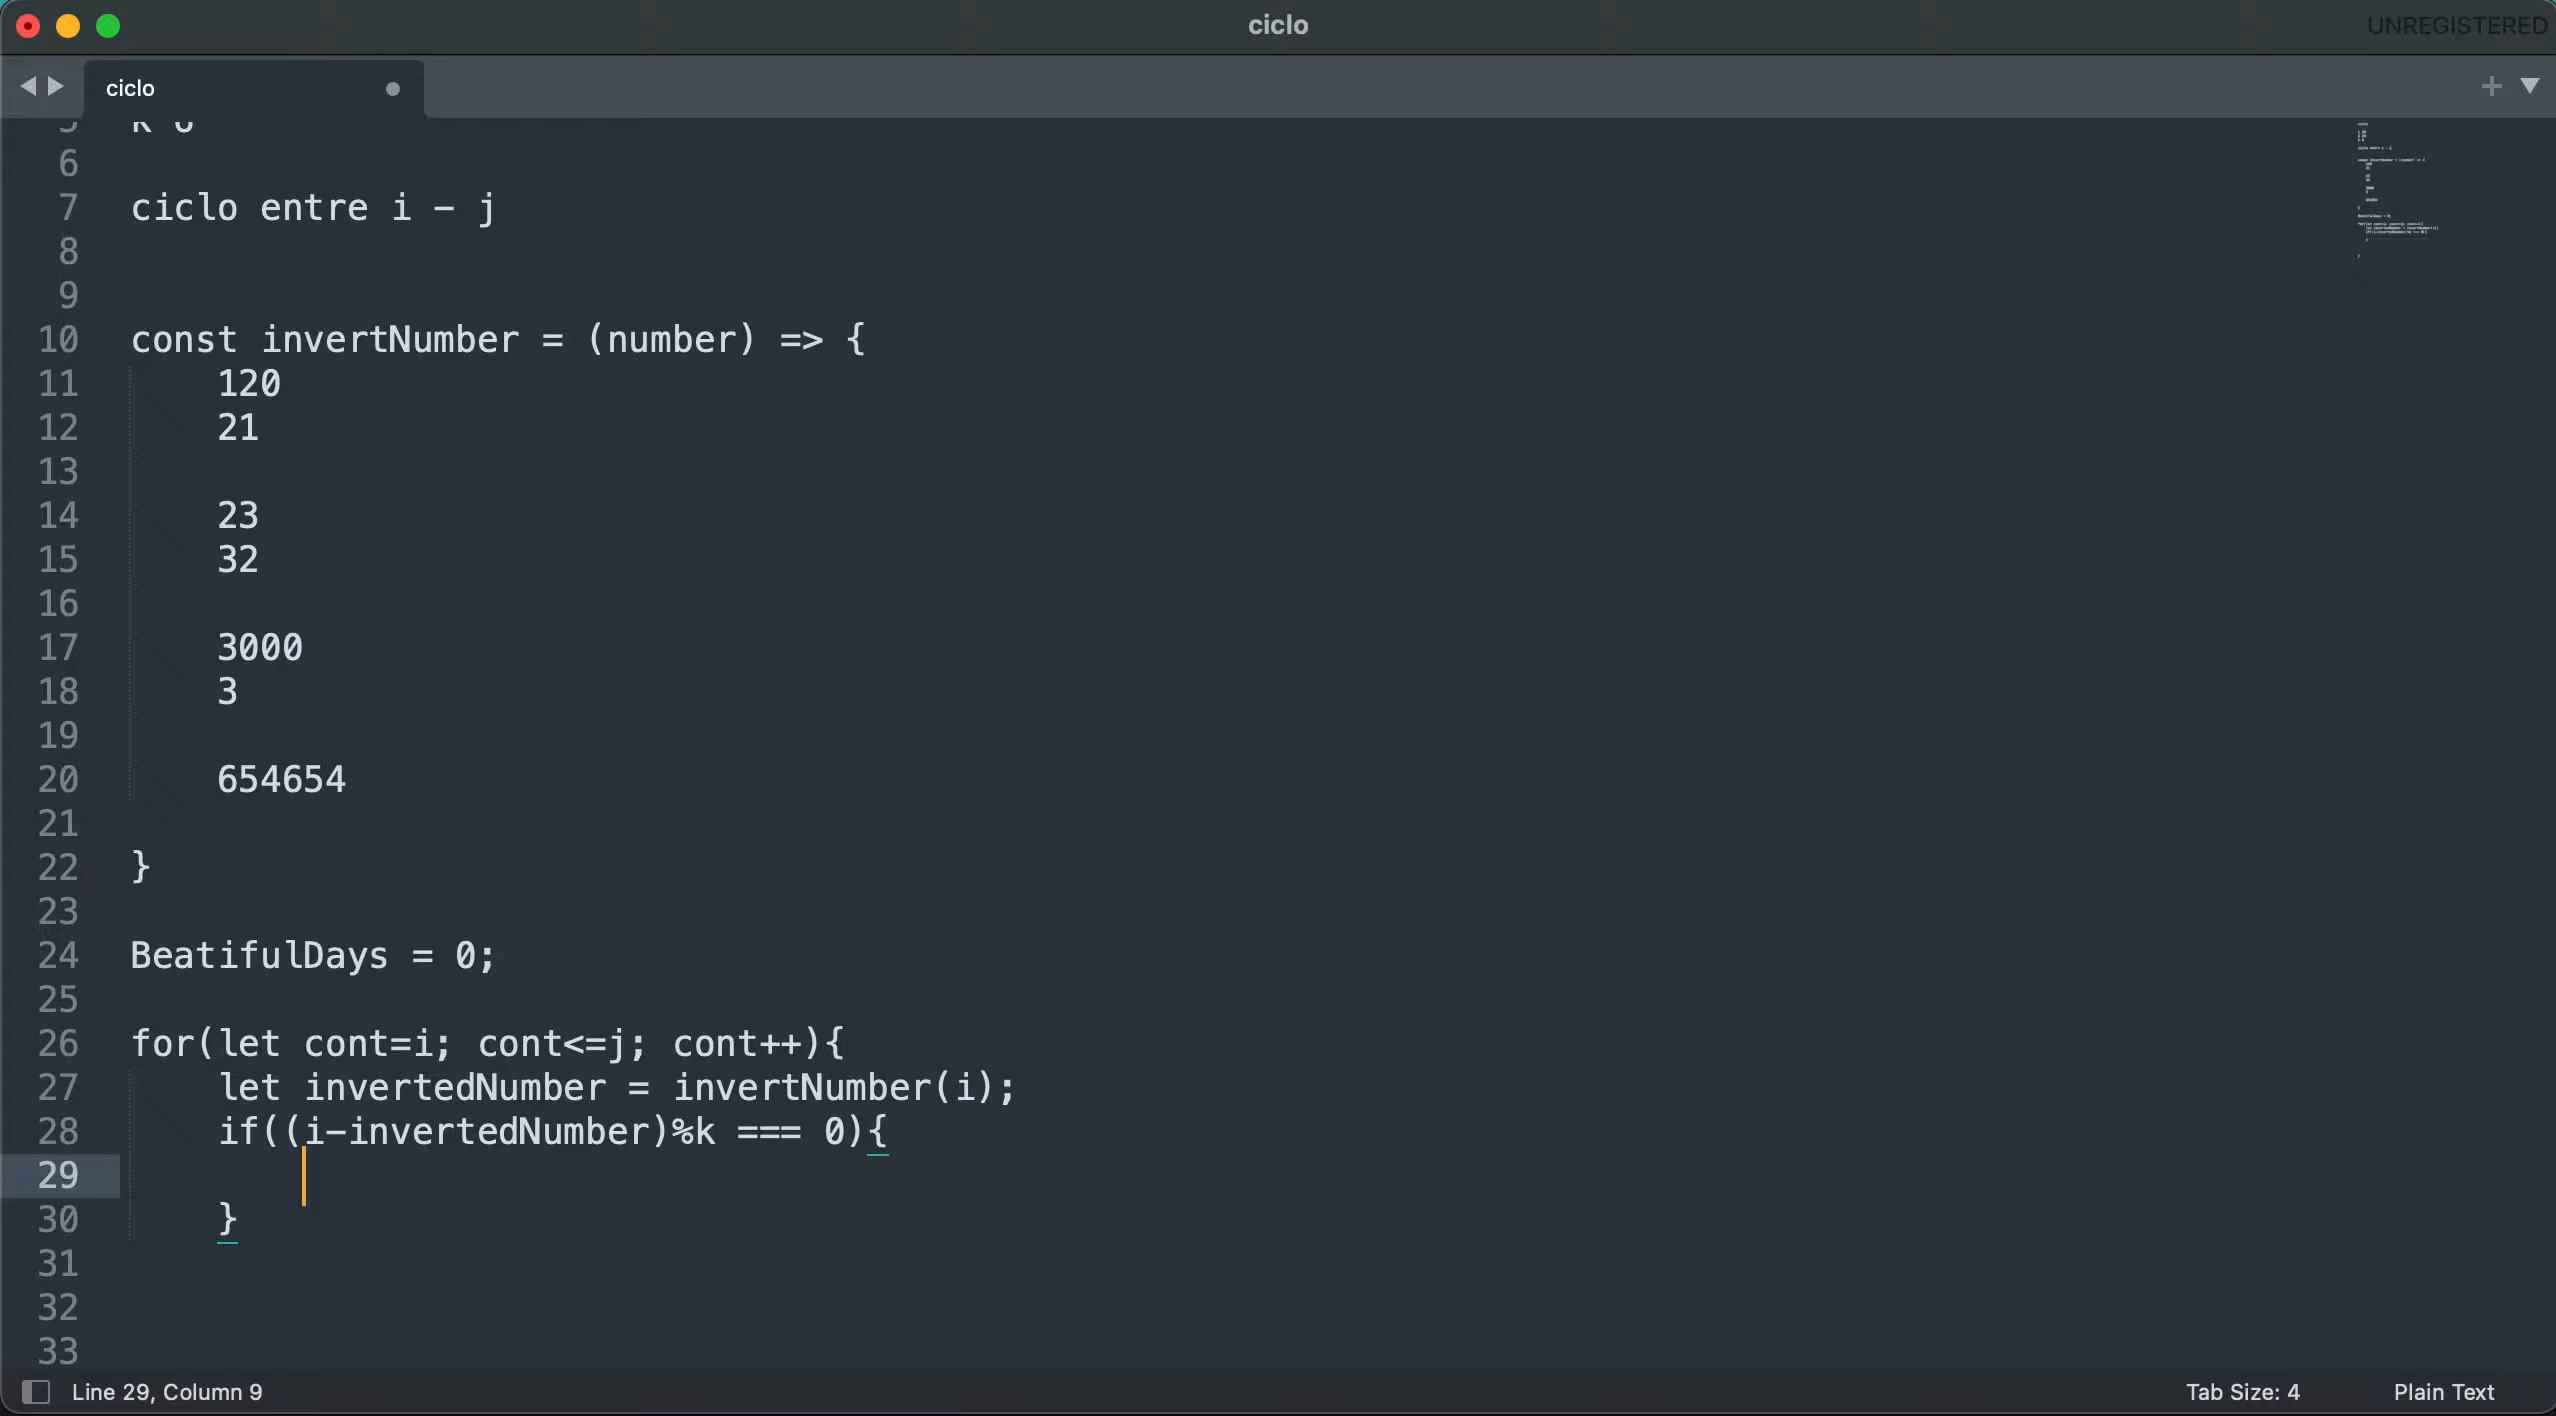 ciclo
UNREGISTERED
ciclo
6
7 ciclo entre i - j
8
9
10 const invertNumber = (number) => {
11 120
12 21
13
14 23
15 32
16
17 3000
18 3
19
20 654654
21
22 }
23
24 BeatifulDays = 0;
25
26 for(let cont=i; cont<=j; cont++){
27 let invertedNumber = invertNumber(i);
28 if((i-invertedNumber)%k === 0){
29
30 }
31
32
33
Line 29, Column 9
Tab Size: 4
Plain Text